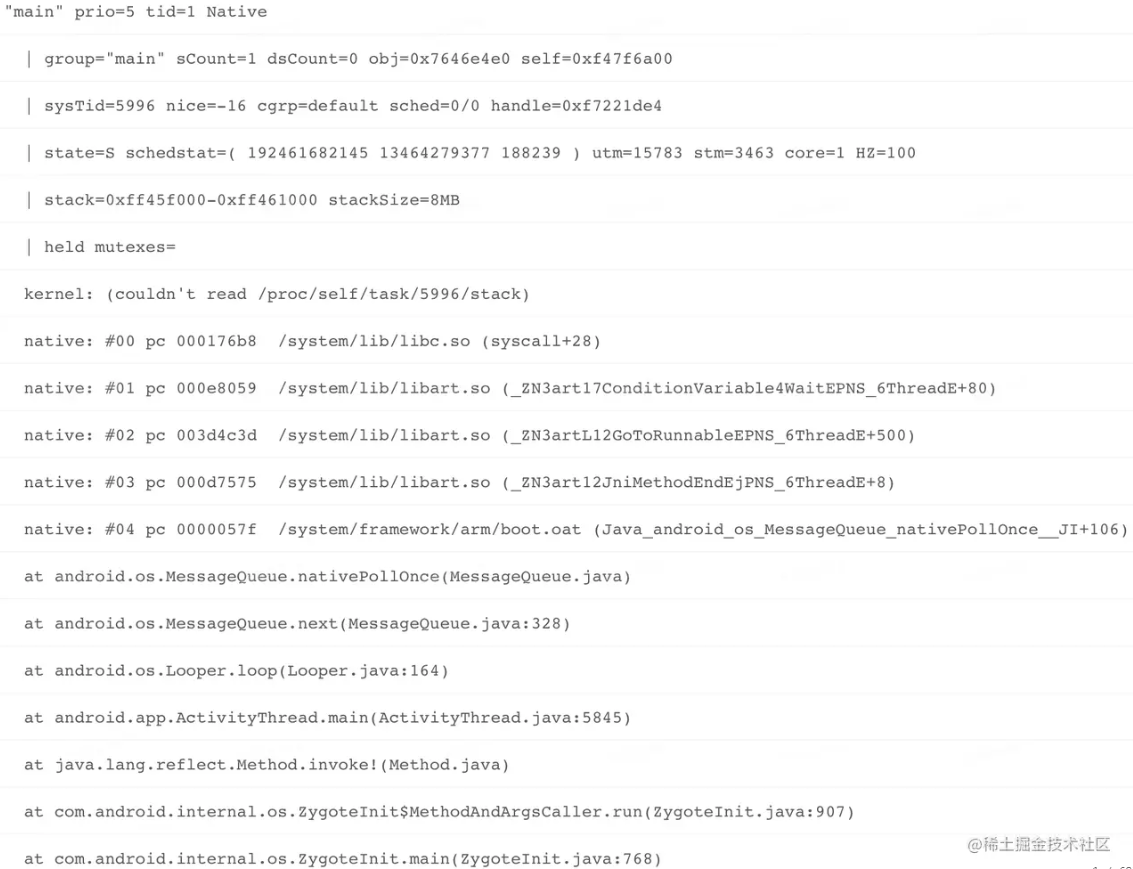 "main" prio=5 tid=1 Native
| group="main" sCount=1 dsCount=0 obj=0x7646e4e0 self=0xf47f6a00
| sysTid=5996 nice=-16 cgrp=default sched=0/0 handle=0xf7221de4
| state=S schedstat=( 192461682145 13464279377 188239 ) utm=15783 stm=3463 core=1 HZ=100
| stack=0xff45f000-0xff461000 stackSize=8MB
| held mutexes=
kernel: (couldn't read /proc/self/task/5996/stack)
native: #00 pc 000176b8  /system/lib/libc.so (syscall+28)
native: #01 pc 000e8059  /system/lib/libart.so (_ZN3art17ConditionVariable4WaitEPNS_6ThreadE+80)
native: #02 pc 003d4c3d  /system/lib/libart.so (_ZN3artL12GoToRunnableEPNS_6ThreadE+500)
native: #03 pc 000d7575  /system/lib/libart.so (_ZN3art12JniMethodEndEjPNS_6ThreadE+8)
native: #04 pc 0000057f  /system/framework/arm/boot.oat (Java_android_os_MessageQueue_nativePollOnce__JI+106)
at android.os.MessageQueue.nativePollOnce(MessageQueue.java)
at android.os.MessageQueue.next(MessageQueue.java:328)
at android.os.Looper.loop(Looper.java:164)
at android.app.ActivityThread.main(ActivityThread.java:5845)
at java.lang.reflect.Method.invoke!(Method.java)
at com.android.internal.os.ZygoteInit$MethodAndArgsCaller.run(ZygoteInit.java:907)
at com.android.internal.os.ZygoteInit.main(ZygoteInit.java:768)
@稀土掘金技术社区